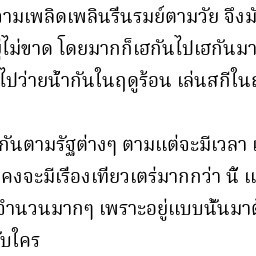 ามเพลิดเพลินรื่นรมย์ตามวัย จึงมั
ไม่ขาด โดยมากก็เฮกันไปเฮกันมา
ไปว่ายน้ำกันในฤดูร้อน เล่นสกีใน
กันตามรัฐต่างๆ ตามแต่จะมีเวลา
คงจะมีเรื่องเที่ยวเตร่มากกว่า นี้ แ
จำนวนมากๆ เพราะอยู่แบบนั้นมา
ับใคร